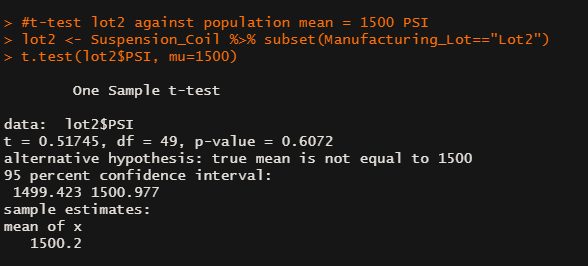 > #t-test lot2 against population mean = 1500 PSI
> lot2 <- Suspension_Coil %>% subset(Manufacturing_Lot=="Lot2")
> t.test(lot2$PSI, mu=1500)
One Sample t-test
data:  lot2$PSI
t = 0.51745, df = 49, p-value = 0.6072
alternative hypothesis: true mean is not equal to 1500
95 percent confidence interval:
1499.423 1500.977
sample estimates:
mean of x
1500.2